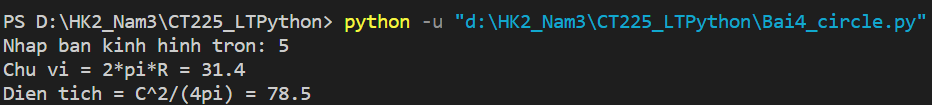 PS D:\HK2_Nam3\CT225_LTPython> python -u "d:\HK2_Nam3\CT225_LTPython\Bai4_circle.py"
Nhap ban kinh hinh tron: 5
Chu vi = 2*pi*R = 31.4
Dien tich = C^2/(4pi) = 78.5